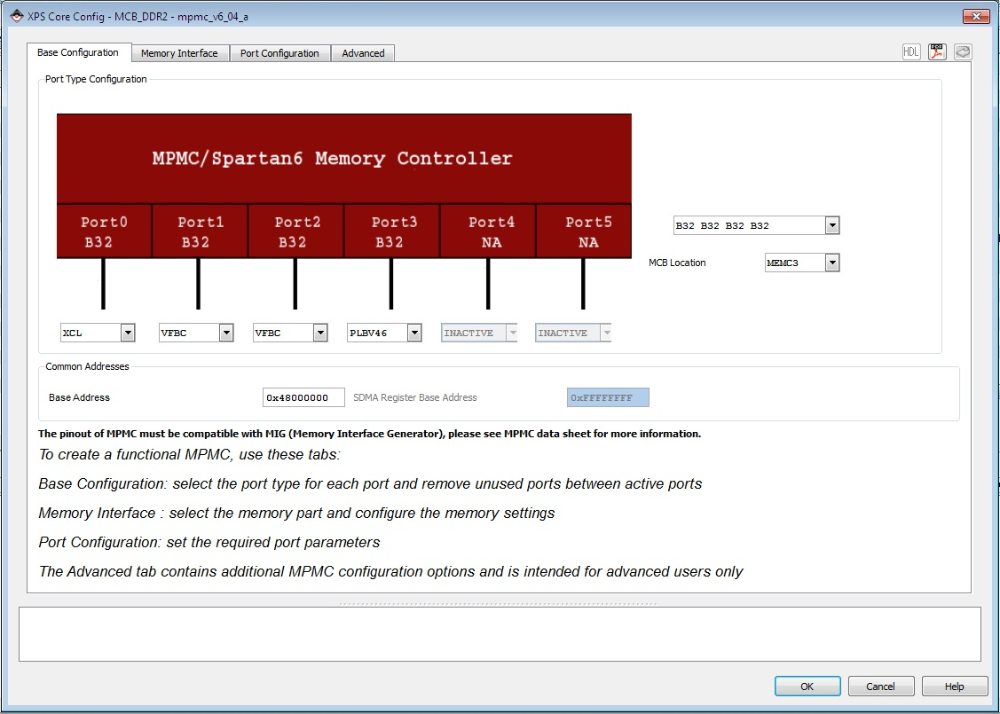 XPS Core Config - MCB_DDR2 - mpmc_v6_04_a
Base Configuration Memory Interface Port Configuration Advanced
HDL PDF
Port Type Configuration
MPMC/Spartan6 Memory Controller
Port0 Port1 Port2 Port3 Port4 Port5
B32 B32 B32 B32 NA NA
B32 B32 B32 B32
MCB Location MEMC3
XCL VFBC VFBC PLBV46 INACTIVE INACTIVE
Common Addresses
Base Address 0x48000000 SDMA Register Base Address 0xFFFFFFFF
The pinout of MPMC must be compatible with MIG (Memory Interface Generator), please see MPMC data sheet for more information.
To create a functional MPMC, use these tabs:
Base Configuration: select the port type for each port and remove unused ports between active ports
Memory Interface : select the memory part and configure the memory settings
Port Configuration: set the required port parameters
The Advanced tab contains additional MPMC configuration options and is intended for advanced users only
OK Cancel Help